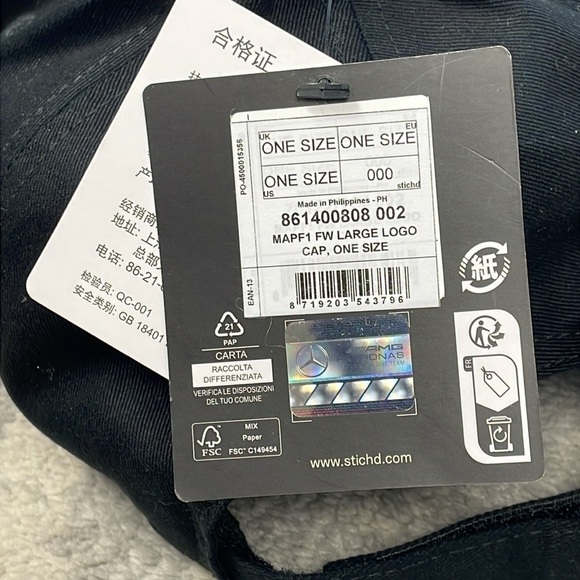 合格证
经销商
地址: 上
总部
电话: 86-21-
检验员: QC-001
安全类别: GB 18401
PO-4500015356
UK
EU
ONE SIZE
ONE SIZE
ONE SIZE
000
US
stichd
Made in Philippines - PH
861400808 002
MAPF1 FW LARGE LOGO
CAP, ONE SIZE
EAN-13
8 719203 543796
紙
21
PAP
CARTA
RACCOLTA
DIFFERENZIATA
VERIFICA LE DISPOSIZIONI
DEL TUO COMUNE
AMG
ONAS
FR
FSC
MIX
Paper
FSC™ C149454
www.stichd.com